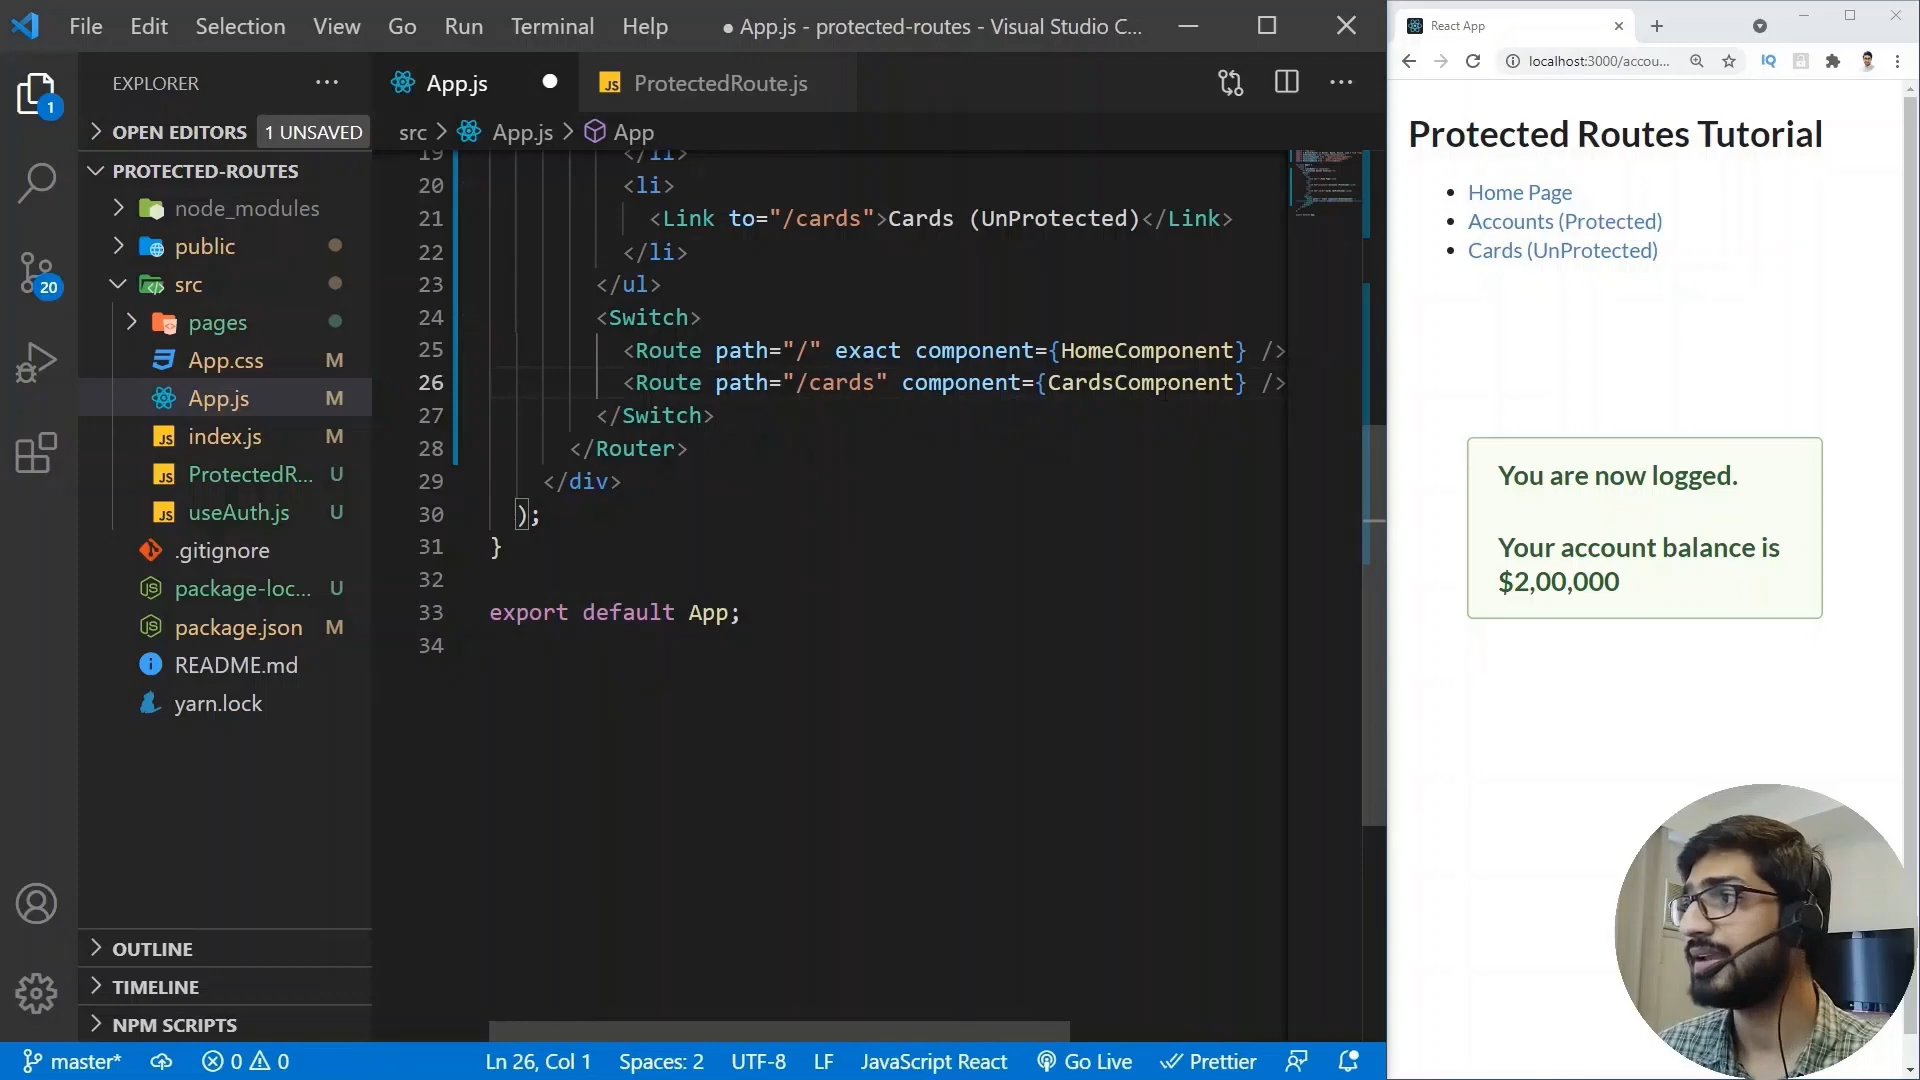 File Edit Selection View Go Run Terminal Help ● App.js - protected-routes - Visual Studio C...
EXPLORER
OPEN EDITORS 1 UNSAVED
PROTECTED-ROUTES
node_modules
public
src
pages
App.css M
App.js M
index.js M
ProtectedR... U
useAuth.js U
.gitignore
package-loc... U
package.json M
README.md
yarn.lock
OUTLINE
TIMELINE
NPM SCRIPTS
1
20
App.js
JS ProtectedRoute.js
src > App.js > App
19 </li>
20 <li>
21 <Link to="/cards">Cards (UnProtected)</Link>
22 </li>
23 </ul>
24 <Switch>
25 <Route path="/" exact component={HomeComponent} />
26 <Route path="/cards" component={CardsComponent} />
27 </Switch>
28 </Router>
29 </div>
30 );
31 }
32
33 export default App;
34
master* 0 0 Ln 26, Col 1 Spaces: 2 UTF-8 LF JavaScript React Go Live Prettier
React App
localhost:3000/accou...
IQ
Protected Routes Tutorial
• Home Page
• Accounts (Protected)
• Cards (UnProtected)
You are now logged.
Your account balance is
$2,00,000